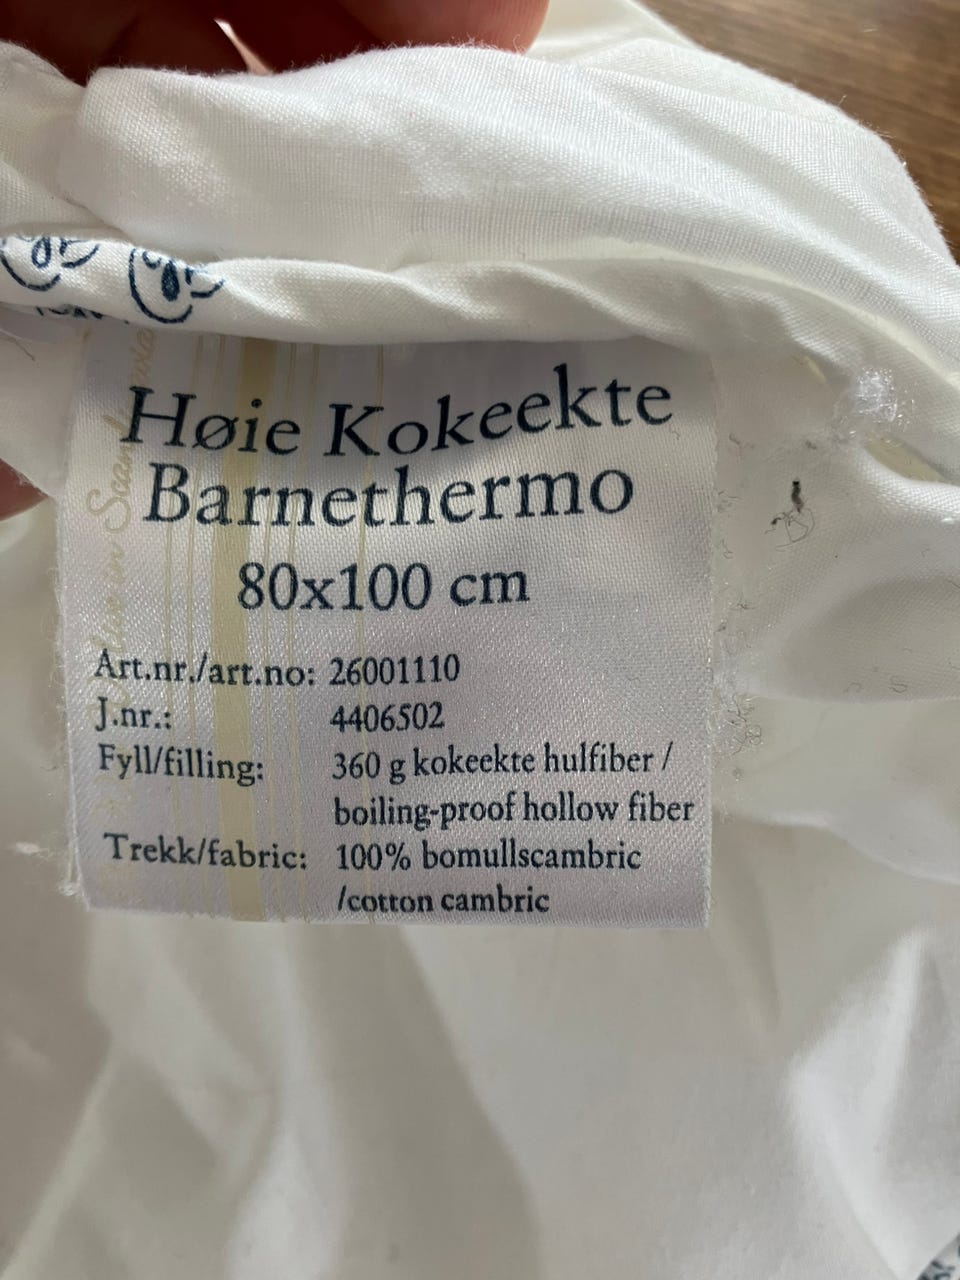 Høie Kokeekte
Barnethermo
80x100 cm
Art.nr./art.no: 26001110
J.nr.: 4406502
Fyll/filling: 360 g kokeekte hulfiber /
boiling-proof hollow fiber
Trekk/fabric: 100% bomullscambric
/cotton cambric